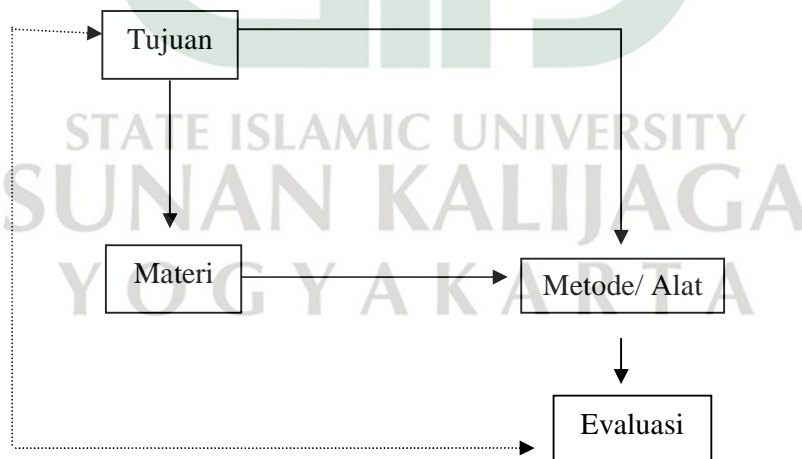 Tujuan
STATE ISLAMIC UNIVERSITY
SUNAN KALIJAGA
Materi
Metode/ Alat
YOGYAKARTA
Evaluasi